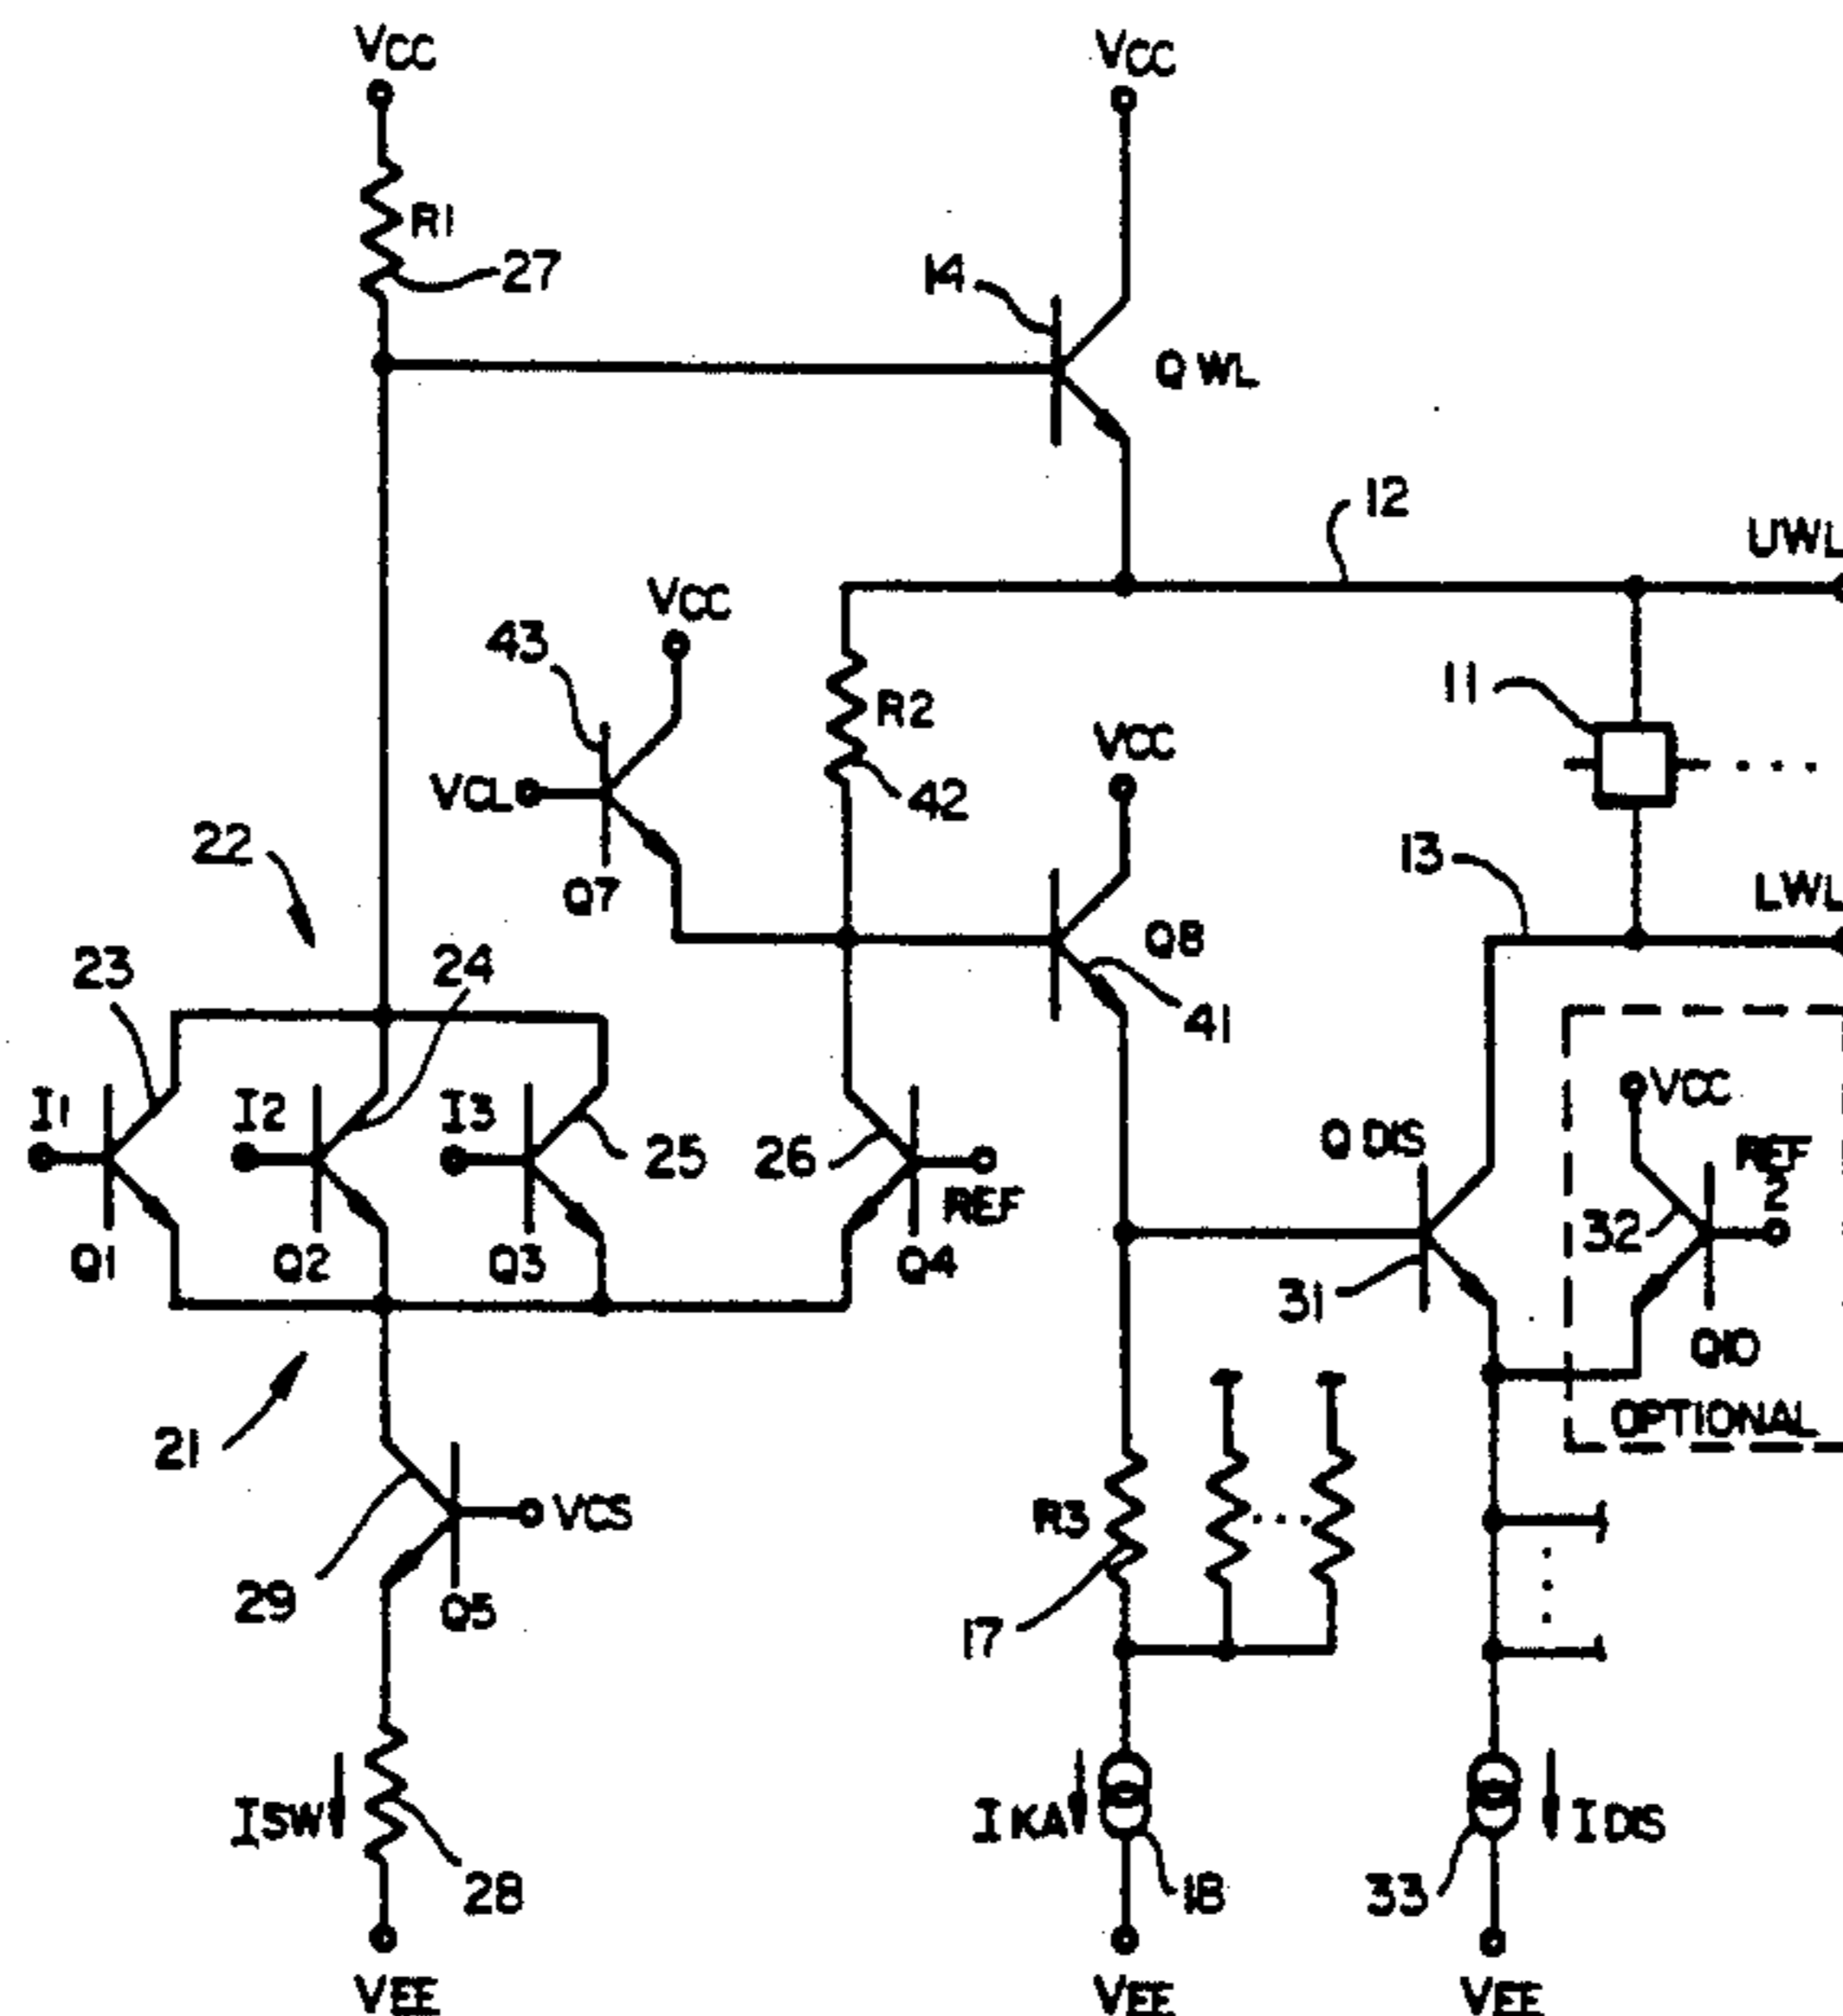 VCC
VCC
R1
27
14
QWL
12
UWL
VCC
43
R2
11
VCC
VCL
42
22
13
Q7
LWL
Q8
23
24
41
I1
I2
I3
VCC
Q DIS
REF
2
25
26
REF
32
Q1
Q2
Q3
Q4
31
Q10
OPTIONAL
21
VCS
R3
29
Q5
17
ISW
IKA
IDIS
28
18
33
VEE
VEE
VEE